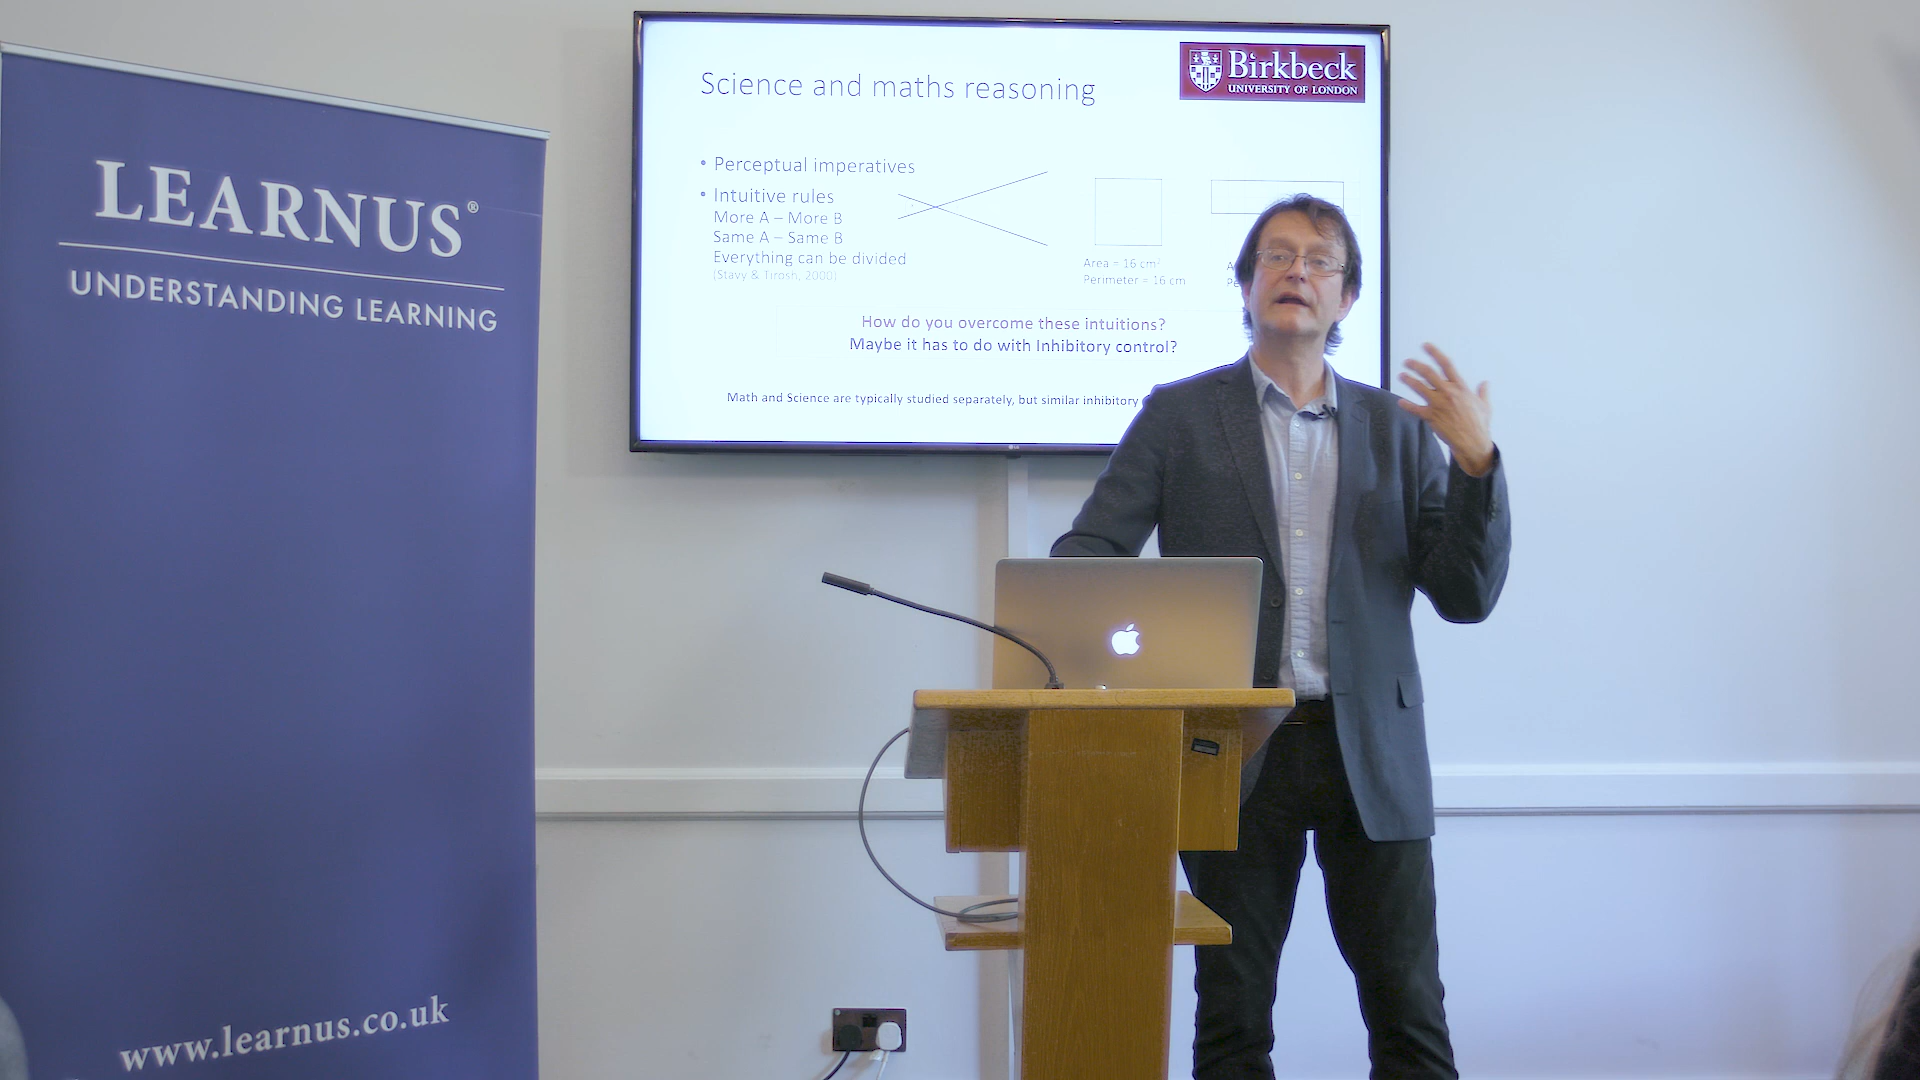 LEARNUS®
UNDERSTANDING LEARNING
www.learnus.co.uk
Birkbeck
UNIVERSITY OF LONDON
Science and maths reasoning
• Perceptual imperatives
• Intuitive rules
More A – More B
Same A – Same B
Everything can be divided
(Stavy & Tirosh, 2000)
Area = 16 cm²
Perimeter = 16 cm
How do you overcome these intuitions?
Maybe it has to do with Inhibitory control?
Math and Science are typically studied separately, but similar inhibitory